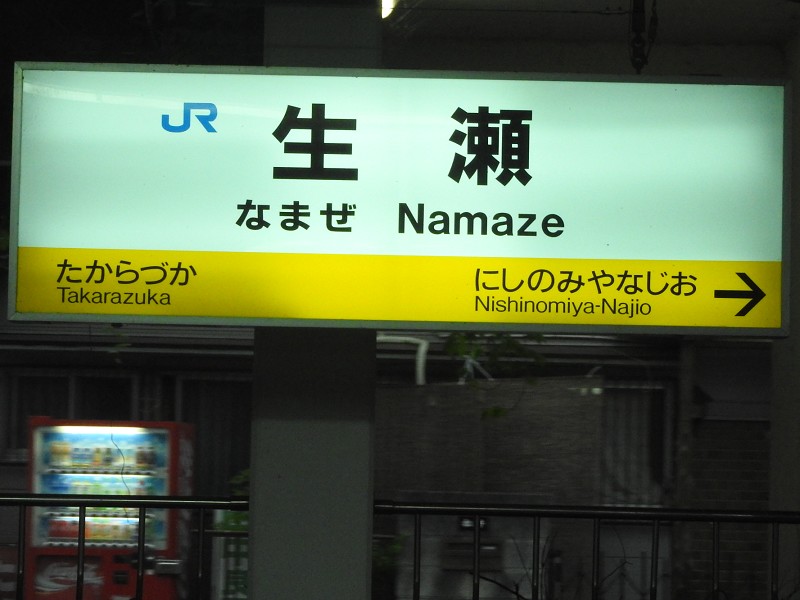 JR 生瀬
なまぜ Namaze
たからづか
Takarazuka
にしのみやなじお →
Nishinomiya-Najio